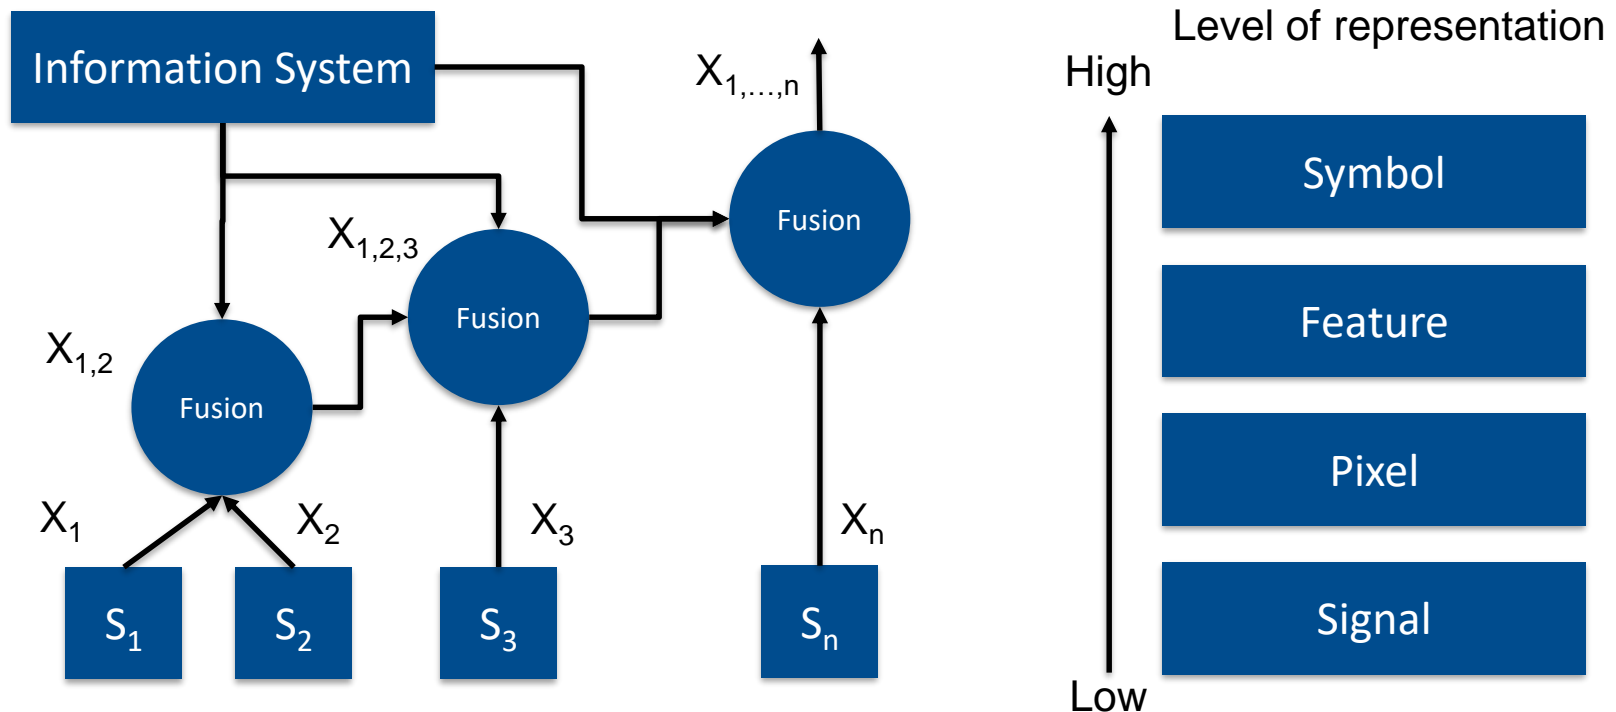 Information System
X1,…,n
X1,2,3
Fusion
Fusion
X1,2
Fusion
X1
X2
X3
Xn
S1
S2
S3
Sn
Level of representation
High
Symbol
Feature
Pixel
Signal
Low